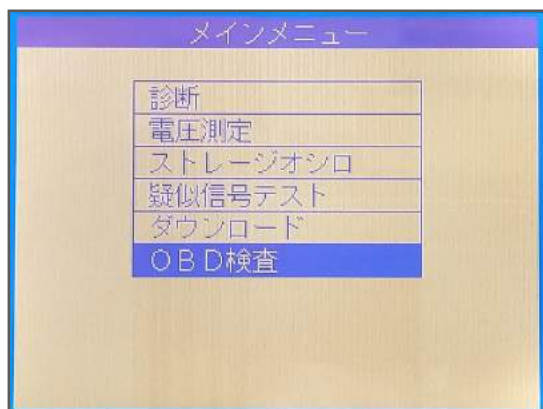 メインメニュー
診断
電圧測定
ストレージオシロ
疑似信号テスト
ダウンロード
ＯＢＤ検査